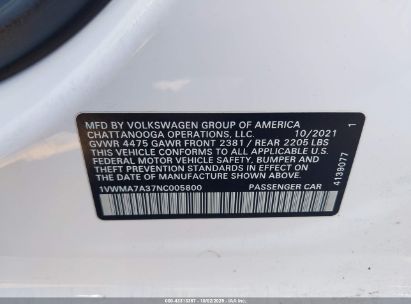 MFD BY VOLKSWAGEN GROUP OF AMERICA
CHATTANOOGA OPERATIONS, LLC. 10/2021
GVWR 4475 GAWR FRONT 2381 / REAR 2205 LBS
THIS VEHICLE CONFORMS TO ALL APPLICABLE U.S.
FEDERAL MOTOR VEHICLE SAFETY, BUMPER AND
THEFT PREVENTION STANDARDS IN EFFECT ON THE
DATE OF MANUFACTURE SHOWN ABOVE.
1VWMA7A37NC005800 PASSENGER CAR
4139077 1